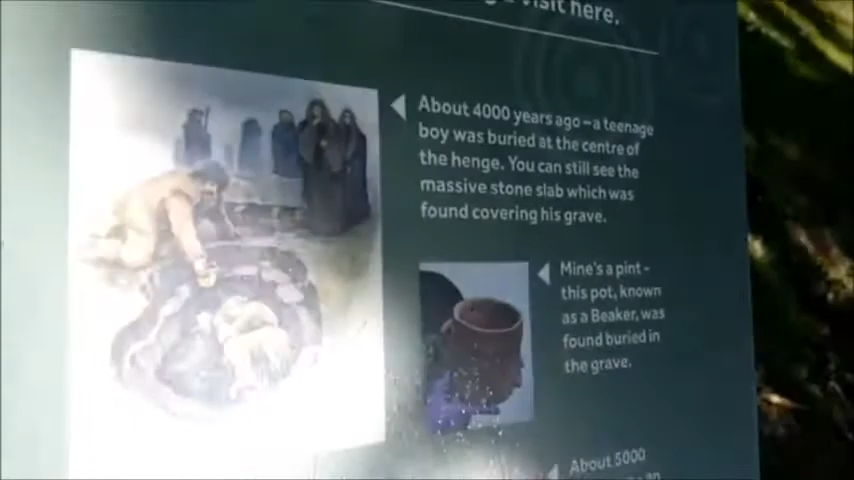 visit here.
About 4000 years ago – a teenage
boy was buried at the centre of
the henge. You can still see the
massive stone slab which was
found covering his grave.
Mine's a pint -
this pot, known
as a Beaker, was
found buried in
the grave.
About 5000
an